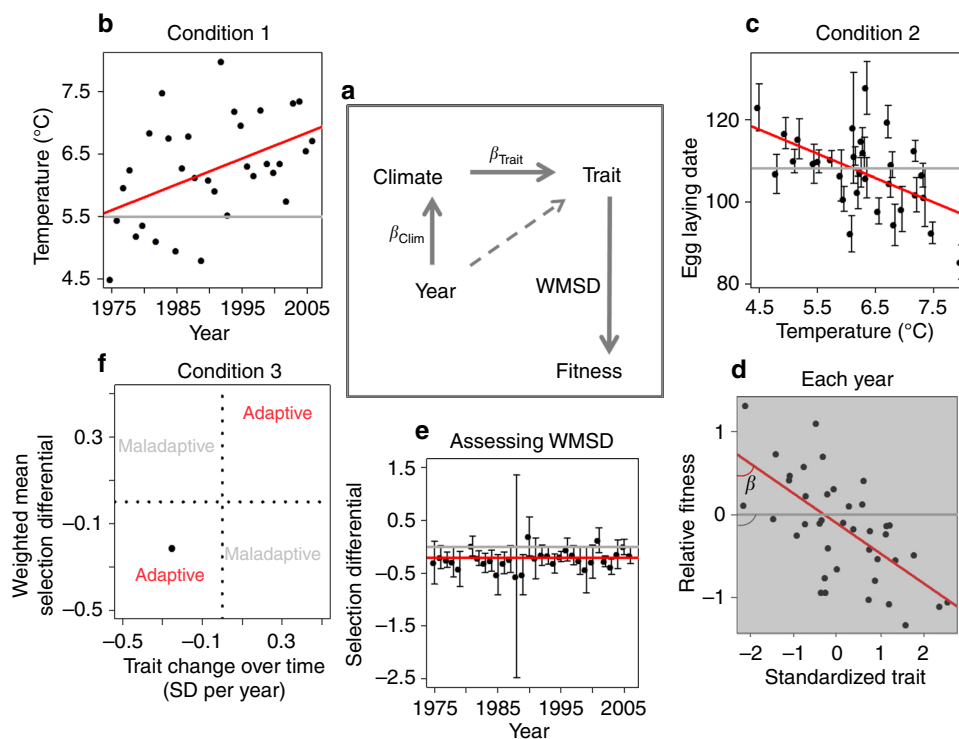 b
Condition 1
Temperature (°C)
7.5
6.5
5.5
4.5
1975
1985
1995
2005
Year
a
Climate
βTrait
Trait
βClim
Year
WMSD
Fitness
c
Condition 2
Egg laying date
120
100
80
4.5
5.5
6.5
7.5
Temperature (°C)
f
Condition 3
Weighted mean
selection differential
0.3
−0.1
−0.5
Maladaptive
Adaptive
Adaptive
Maladaptive
−0.5
−0.1
0.3
Trait change over time
(SD per year)
e
Assessing WMSD
Selection differential
1.5
0.5
−0.5
−1.5
−2.5
1975
1985
1995
2005
Year
d
Each year
Relative fitness
1
0
−1
β
−2
−1
0
1
2
Standardized trait